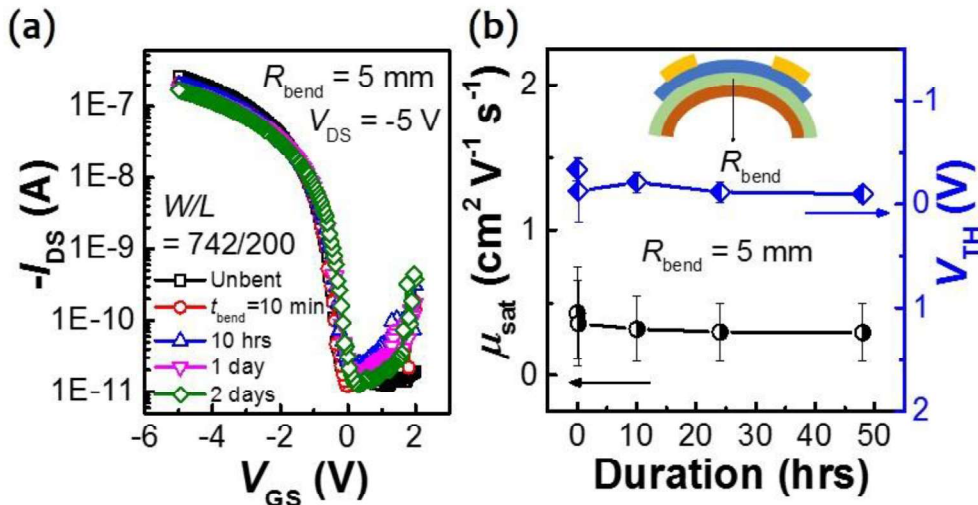 (a)
R_bend = 5 mm
V_DS = -5 V
W/L
= 742/200
Unbent
t_bend=10 min
10 hrs
1 day
2 days
-I_DS (A)
1E-7
1E-8
1E-9
1E-10
1E-11
-6 -4 -2 0 2
V_GS (V)
(b)
R_bend
R_bend = 5 mm
μ_sat (cm² V⁻¹ s⁻¹)
2
1
0
V_TH (V)
-1
0
1
2
0 10 20 30 40 50
Duration (hrs)